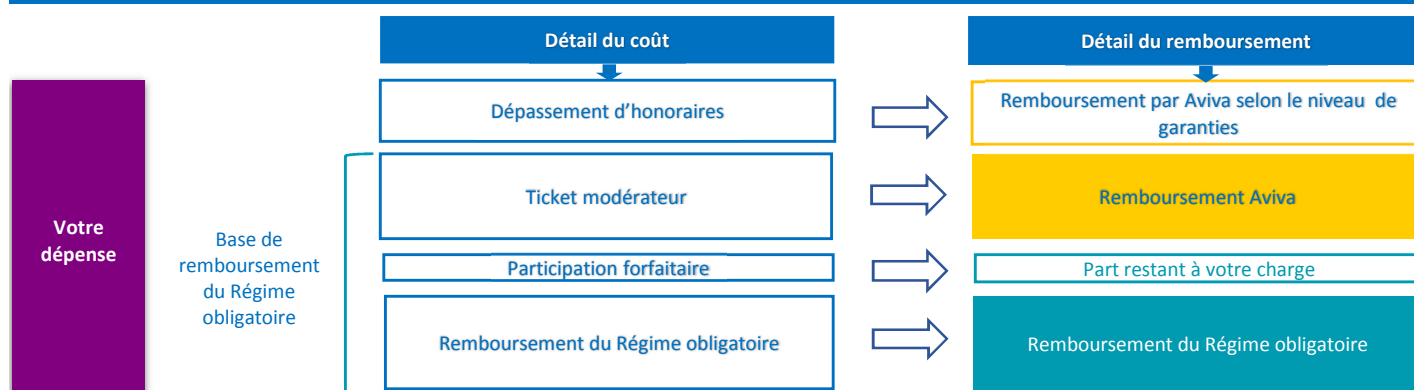 Détail du coût
Détail du remboursement
Dépassement d’honoraires
Remboursement par Aviva selon le niveau de
garanties
Votre
dépense
Base de
remboursement
du Régime
obligatoire
Ticket modérateur
Remboursement Aviva
Participation forfaitaire
Part restant à votre charge
Remboursement du Régime obligatoire
Remboursement du Régime obligatoire